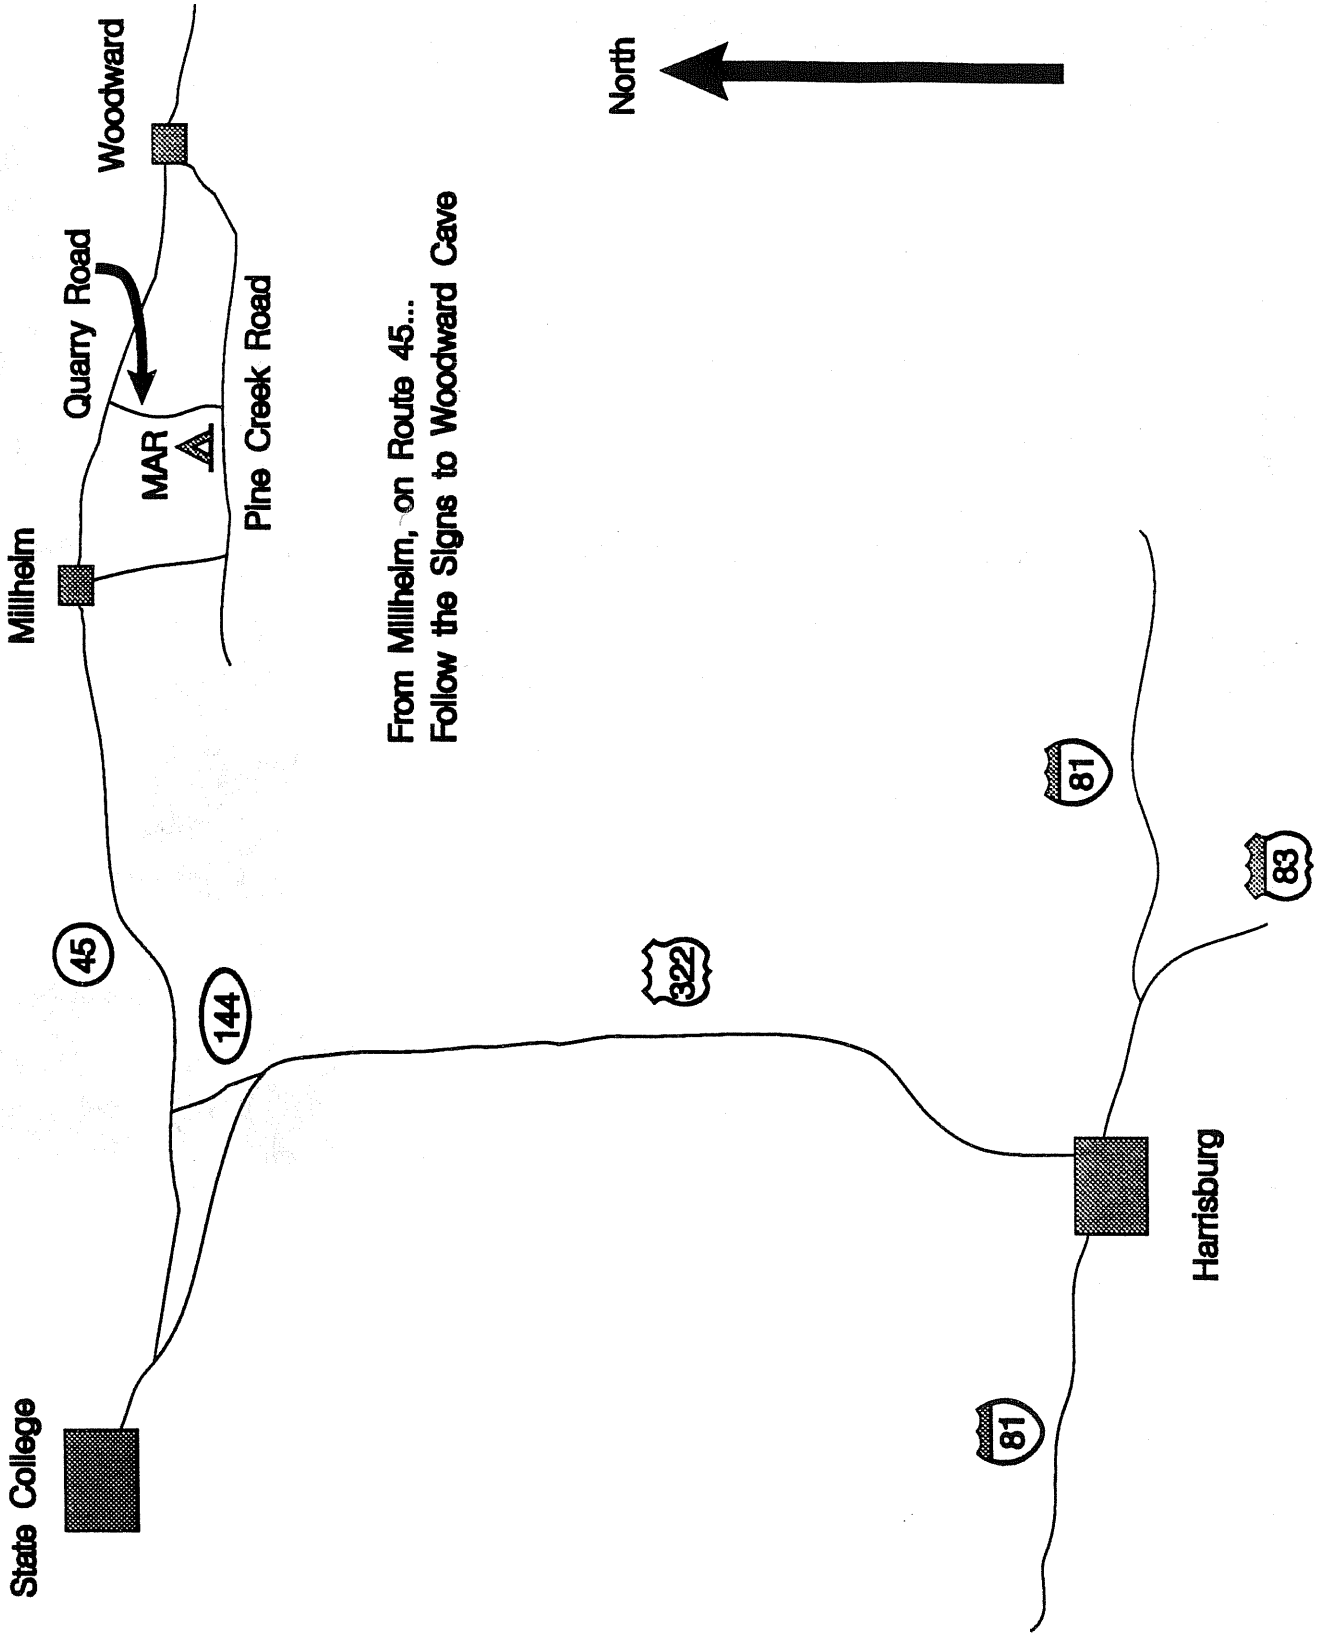 State College
Millheim
Woodward
Quarry Road
45
MAR
144
Pine Creek Road
From Millheim, on Route 45...
Follow the Signs to Woodward Cave
North
322
81
81
Harrisburg
83